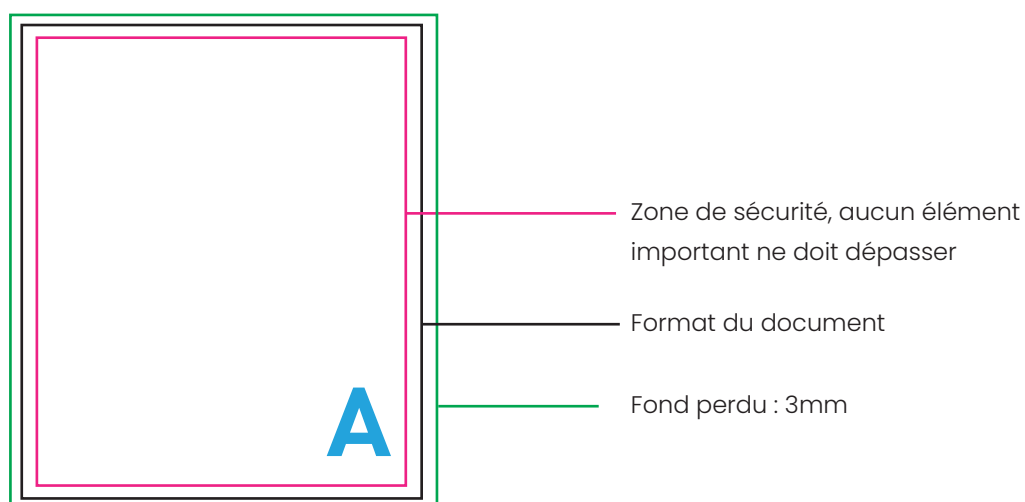 Zone de sécurité, aucun élément
important ne doit dépasser
Format du document
Fond perdu : 3mm
A